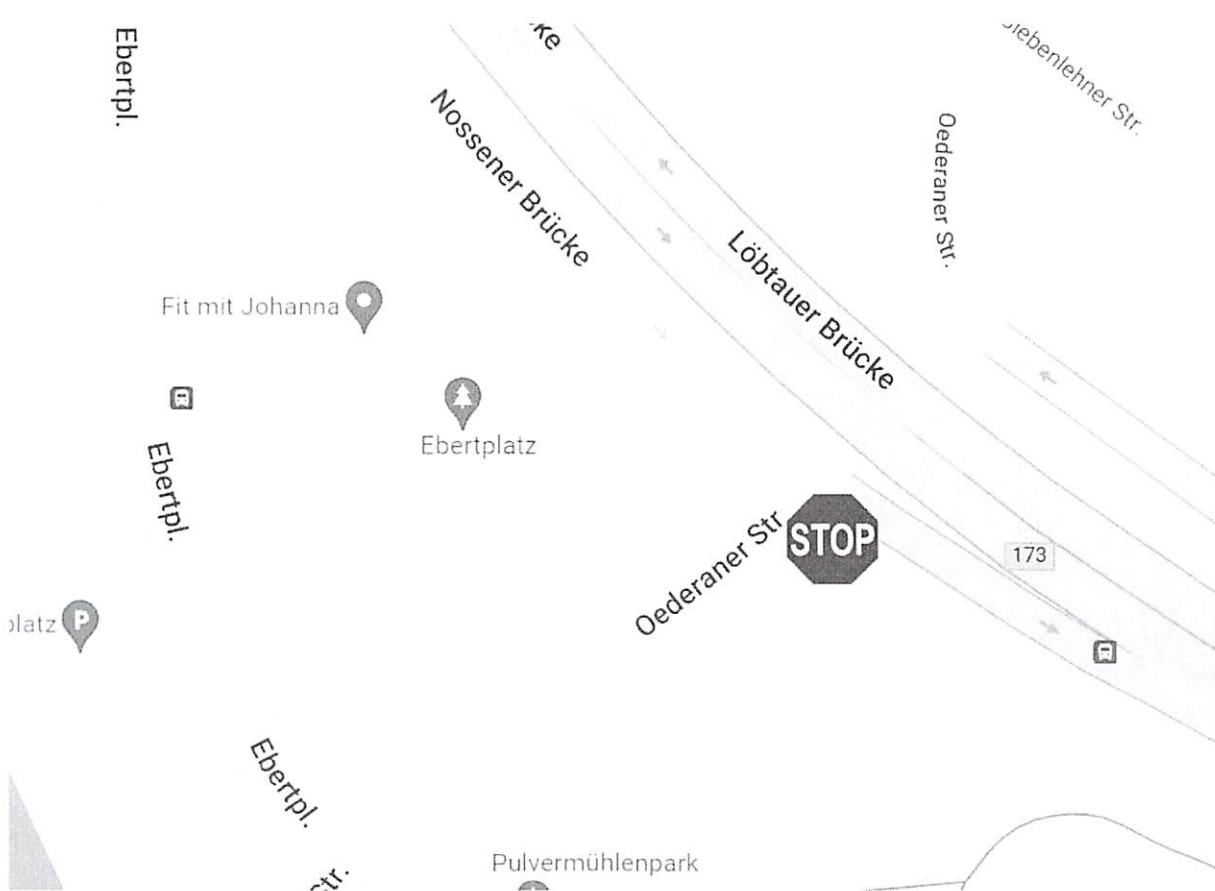 Ebertpl.
Nossener Brücke
Löbtauer Brücke
Oederaner Str.
Fit mit Johanna
Ebertplatz
Ebertpl.
Oederaner Str
STOP
173
P
Ebertpl.
Pulvermühlenpark